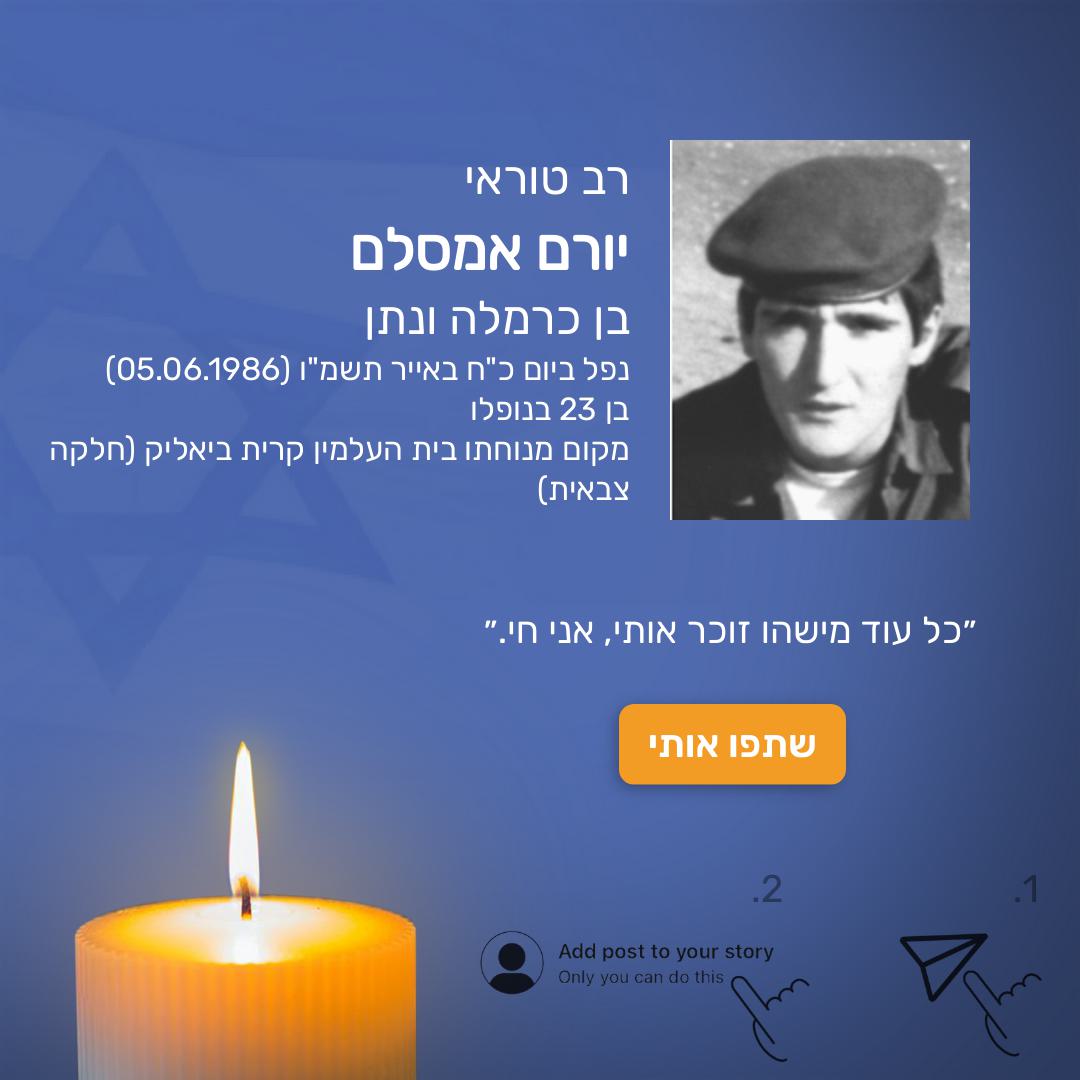 רב טוראי
יורם אמסלם
בן כרמלה ונתן
נפל ביום כ"ח באייר תשמ"ו (05.06.1986)
בן 23 בנופלו
מקום מנוחתו בית העלמין קרית ביאליק (חלקה
צבאית)
״כל עוד מישהו זוכר אותי, אני חי.״
שתפו אותי
1.
2.
Add post to your story
Only you can do this